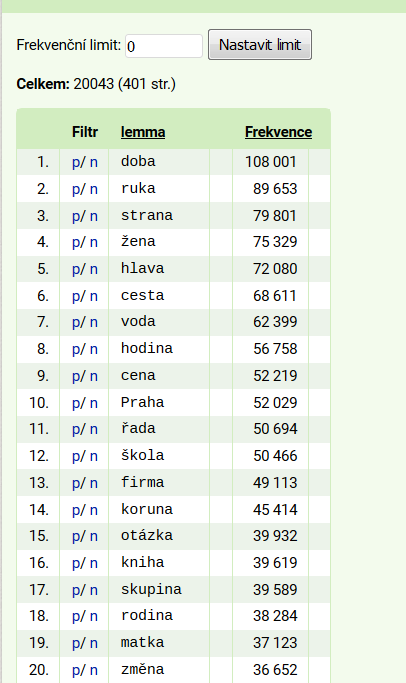 Frekvenční limit: 0 Nastavit limit
Celkem: 20043 (401 str.)
Filtr lemma Frekvence
1. p/ n doba 108 001
2. p/ n ruka 89 653
3. p/ n strana 79 801
4. p/ n žena 75 329
5. p/ n hlava 72 080
6. p/ n cesta 68 611
7. p/ n voda 62 399
8. p/ n hodina 56 758
9. p/ n cena 52 219
10. p/ n Praha 52 029
11. p/ n řada 50 694
12. p/ n škola 50 466
13. p/ n firma 49 113
14. p/ n koruna 45 414
15. p/ n otázka 39 932
16. p/ n kniha 39 619
17. p/ n skupina 39 589
18. p/ n rodina 38 284
19. p/ n matka 37 123
20. p/ n změna 36 652